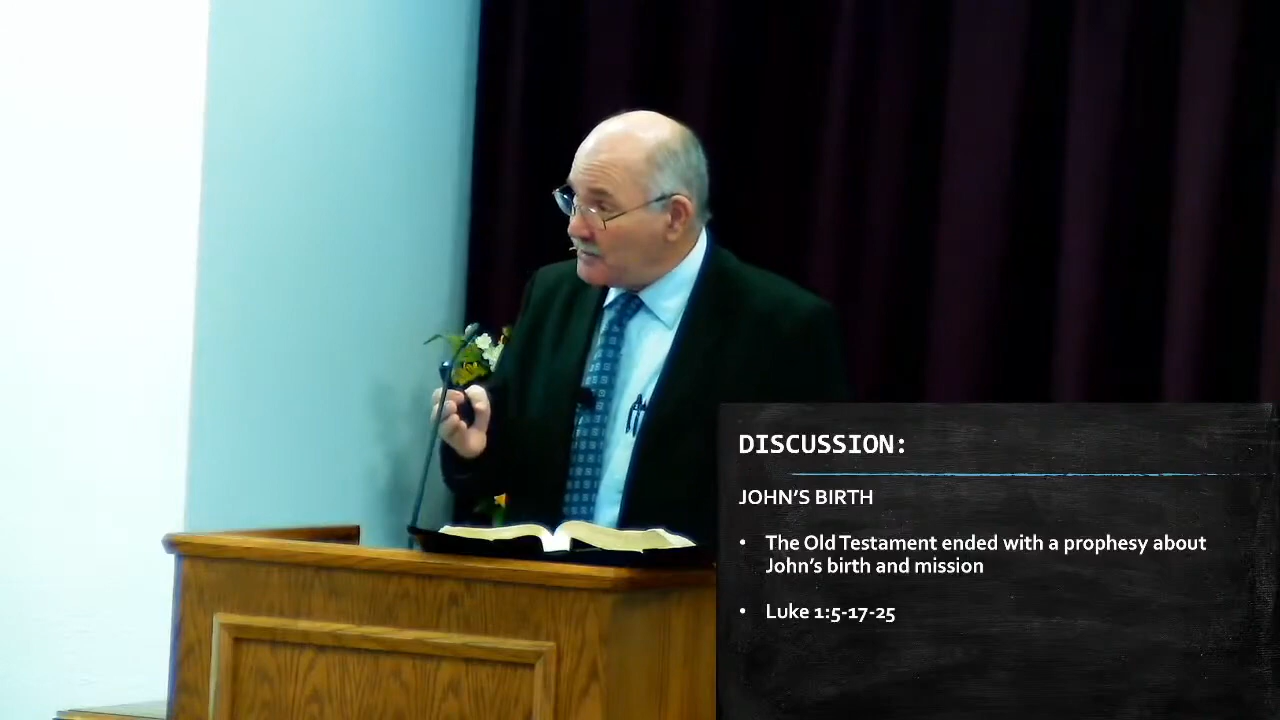 DISCUSSION:
JOHN'S BIRTH
• The Old Testament ended with a prophesy about
John's birth and mission
• Luke 1:5-17-25